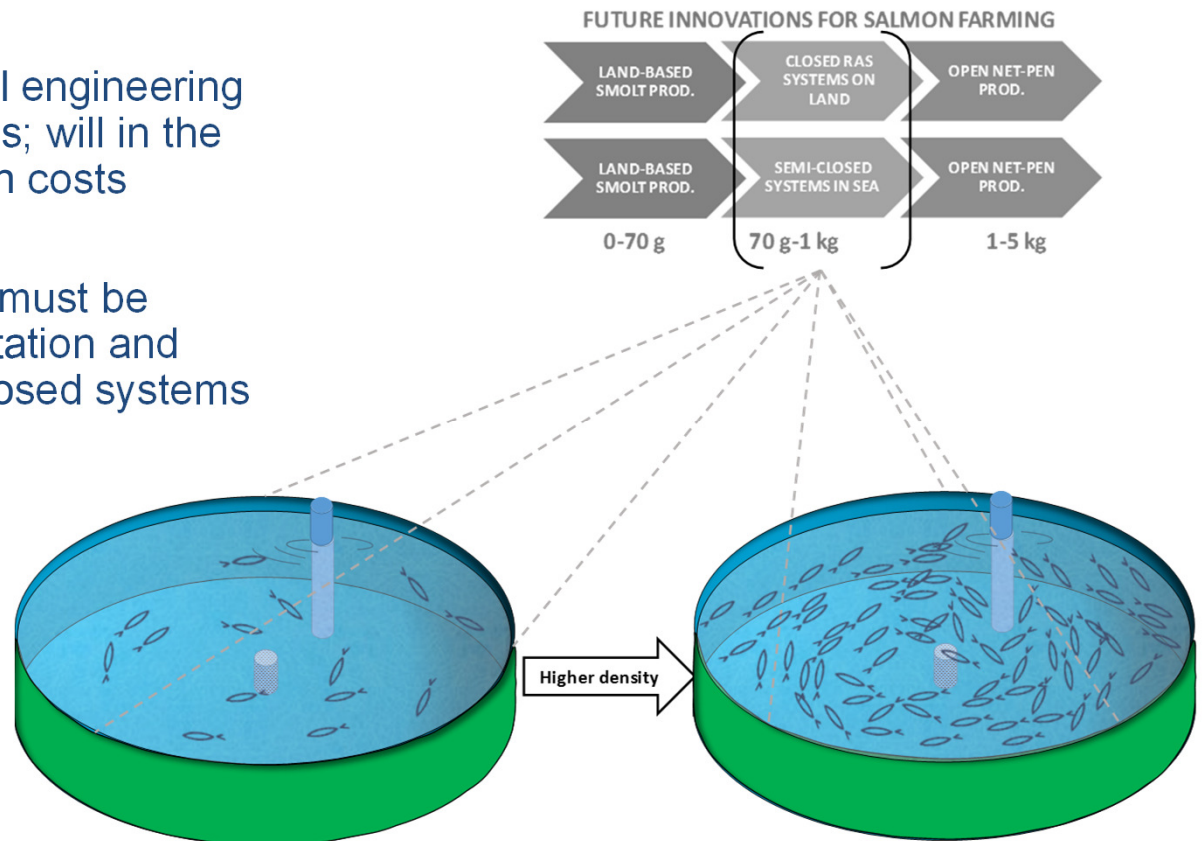 l engineering
s; will in the
n costs
must be
tation and
osed systems
FUTURE INNOVATIONS FOR SALMON FARMING
LAND-BASED
SMOLT PROD.
CLOSED RAS
SYSTEMS ON
LAND
OPEN NET-PEN
PROD.
LAND-BASED
SMOLT PROD.
SEMI-CLOSED
SYSTEMS IN SEA
OPEN NET-PEN
PROD.
0-70 g
70 g-1 kg
1-5 kg
Higher density